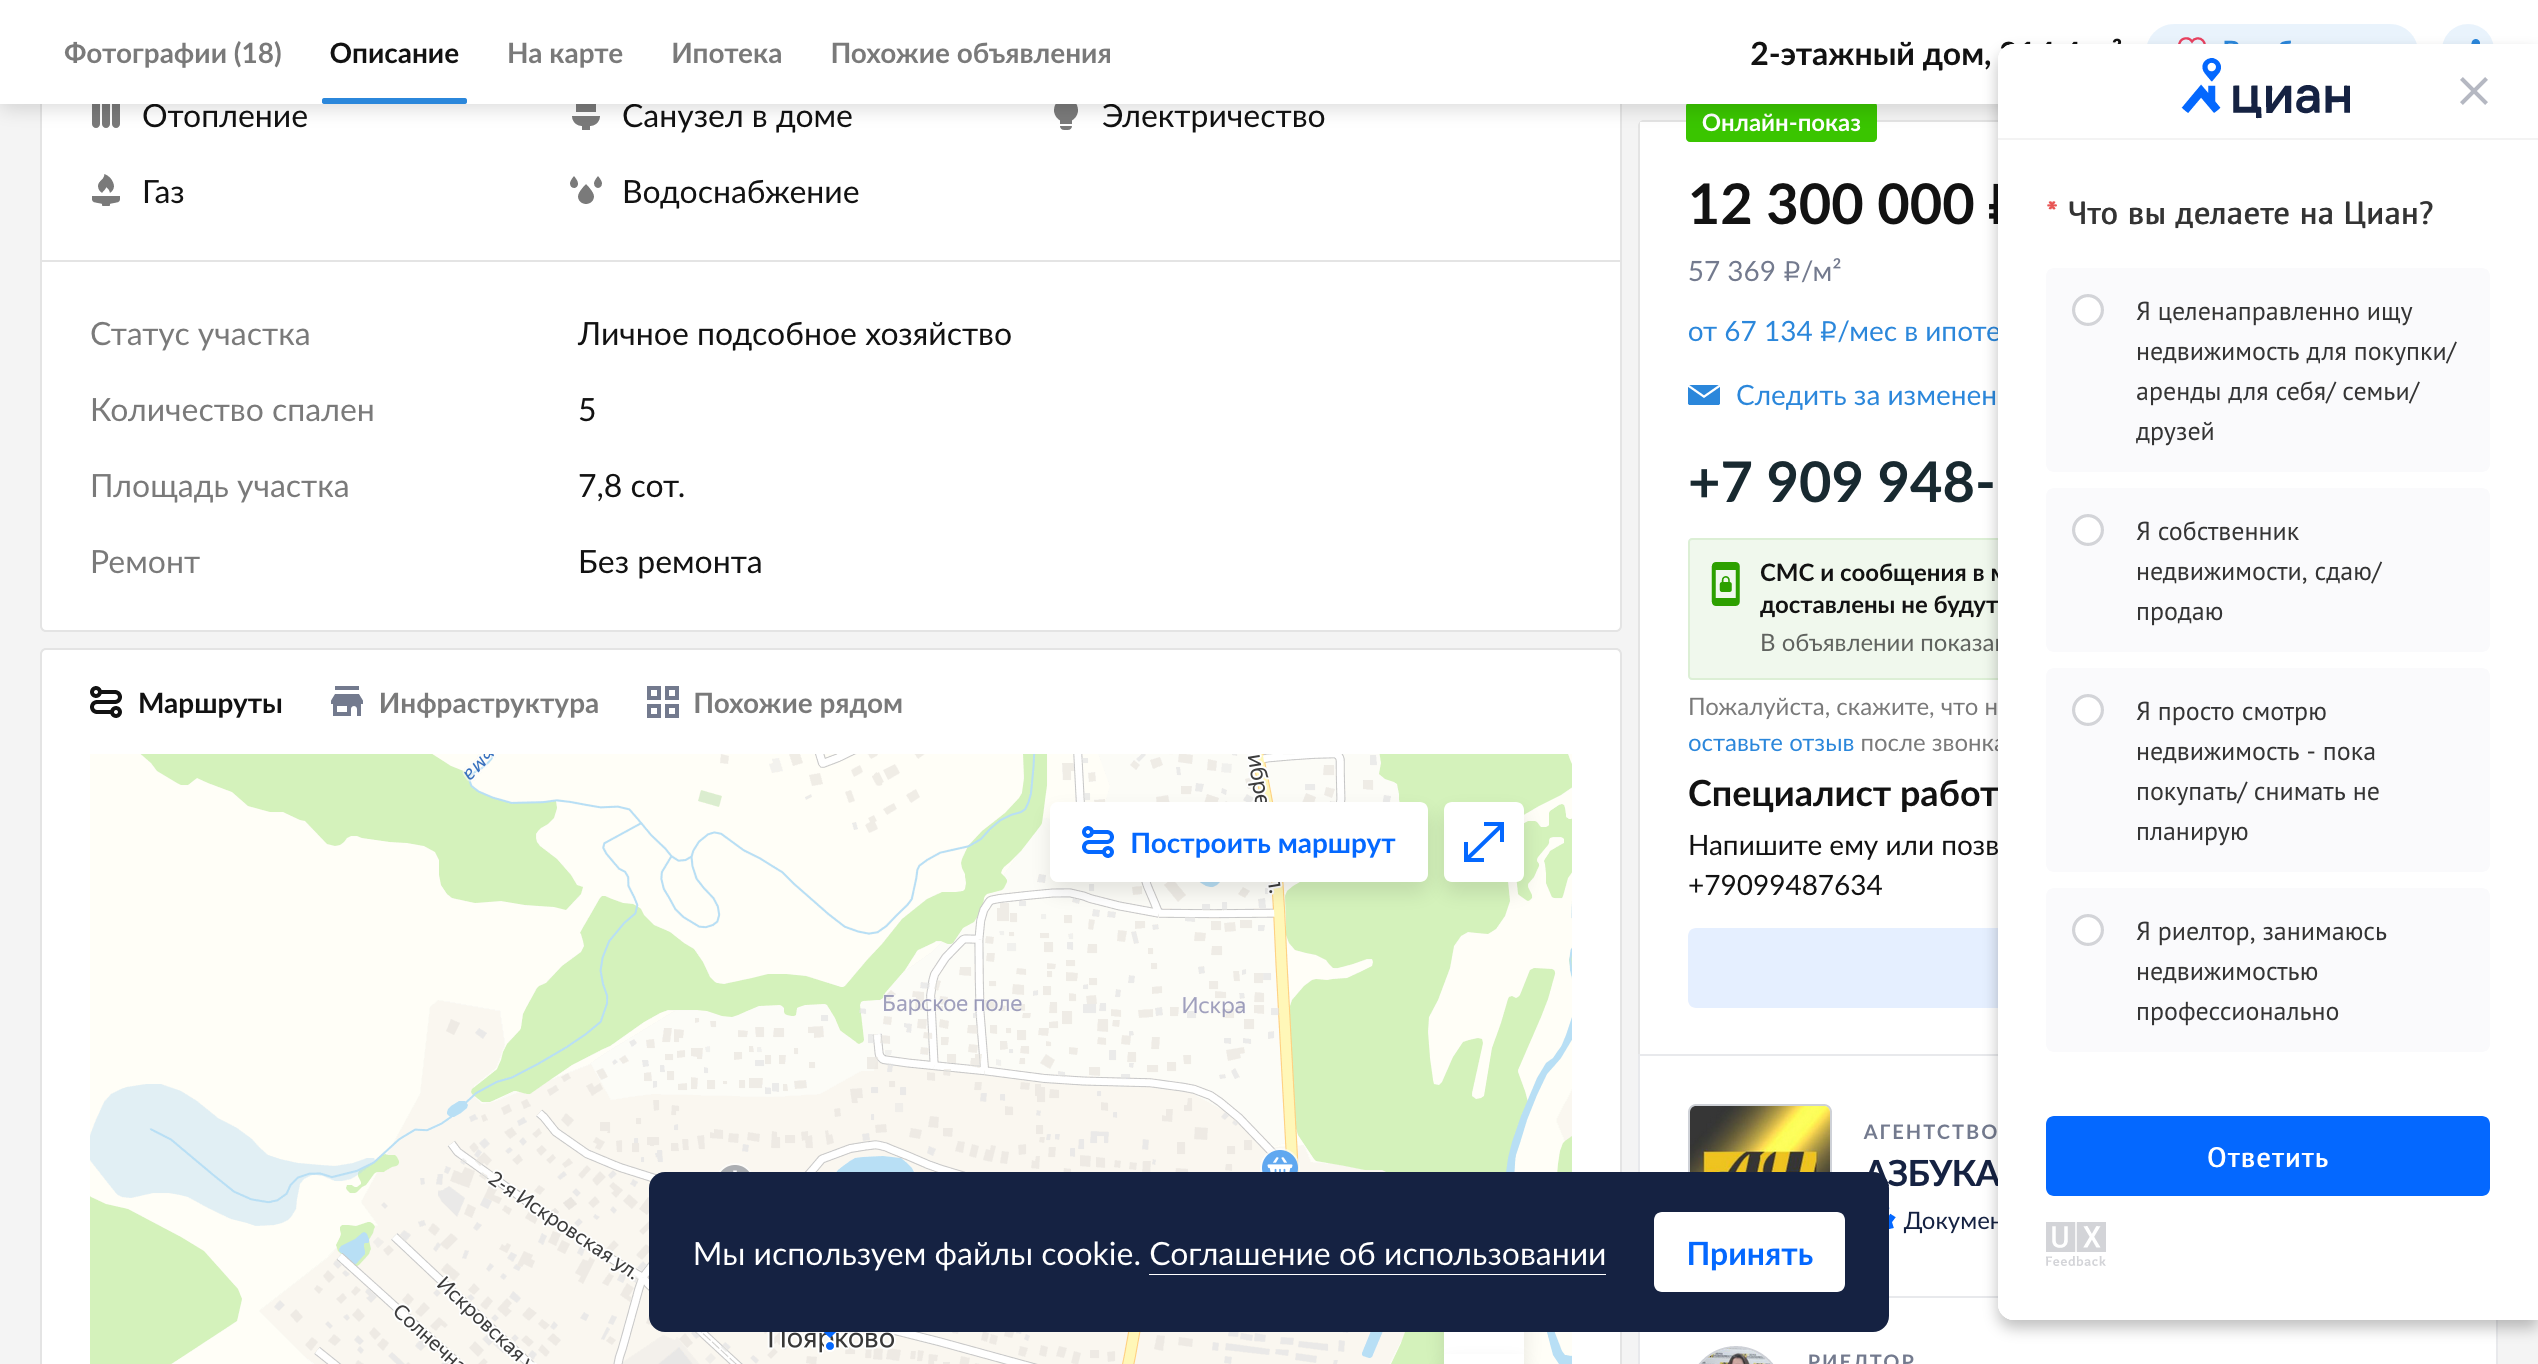 Фотографии (18)
Описание
На карте
Ипотека
Похожие объявления
2-этажный дом,
Отопление
Санузел в доме
Электричество
Газ
Водоснабжение
Статус участка
Личное подсобное хозяйство
Количество спален
5
Площадь участка
7,8 сот.
Ремонт
Без ремонта
Маршруты
Инфраструктура
Похожие рядом
Построить маршрут
Барское поле
Искра
2-я Искровская ул.
Искровская
Солнечна
Поярково
Онлайн-показ
12 300 000 ₽
57 369 ₽/м²
от 67 134 ₽/мес в ипоте
Следить за изменен
+7 909 948-
СМС и сообщения в м
доставлены не будут
В объявлении показан
Пожалуйста, скажите, что н
оставьте отзыв после звонка
Специалист работ
Напишите ему или позв
+79099487634
АГЕНТСТВО
АЗБУКА
Докумен
РИЕЛТОР
Мы используем файлы cookie. Соглашение об использовании
Принять
циан
* Что вы делаете на Циан?
Я целенаправленно ищу
недвижимость для покупки/
аренды для себя/ семьи/
друзей
Я собственник
недвижимости, сдаю/
продаю
Я просто смотрю
недвижимость - пока
покупать/ снимать не
планирую
Я риелтор, занимаюсь
недвижимостью
профессионально
Ответить
UX
Feedback